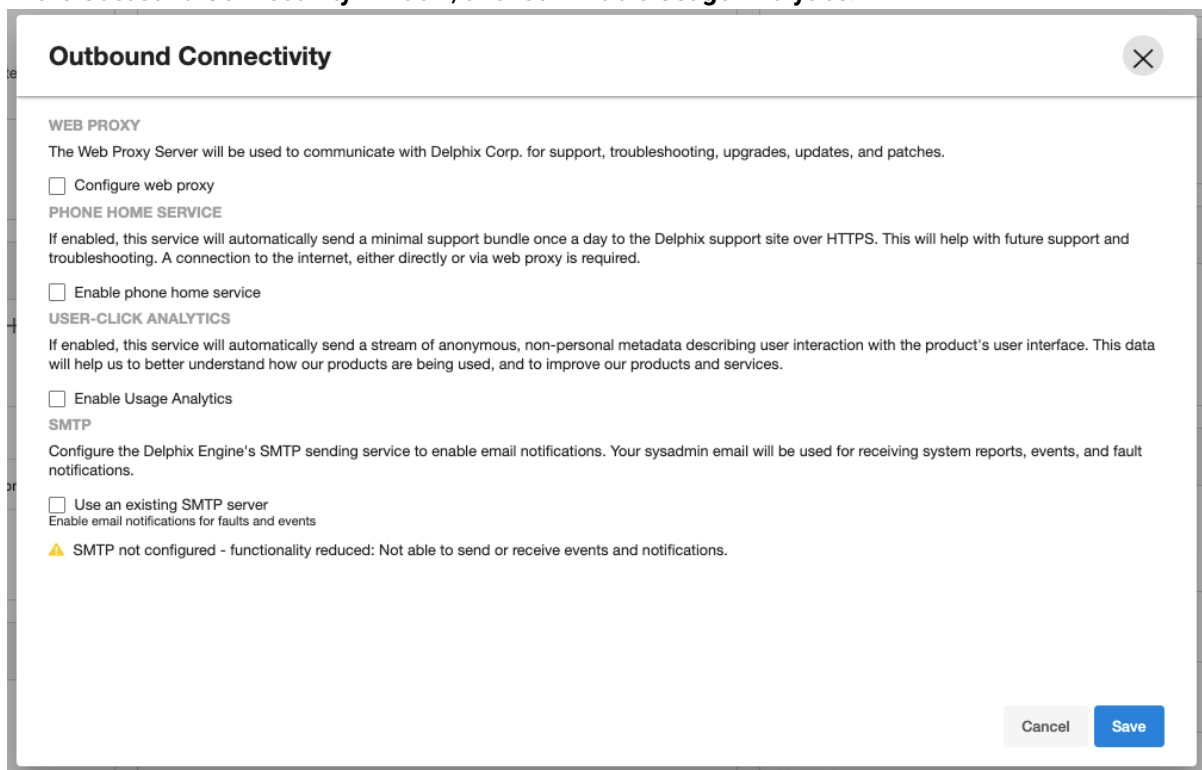 Outbound Connectivity
WEB PROXY
The Web Proxy Server will be used to communicate with Delphix Corp. for support, troubleshooting, upgrades, updates, and patches.
Configure web proxy
PHONE HOME SERVICE
If enabled, this service will automatically send a minimal support bundle once a day to the Delphix support site over HTTPS. This will help with future support and
troubleshooting. A connection to the internet, either directly or via web proxy is required.
Enable phone home service
USER-CLICK ANALYTICS
If enabled, this service will automatically send a stream of anonymous, non-personal metadata describing user interaction with the product's user interface. This data
will help us to better understand how our products are being used, and to improve our products and services.
Enable Usage Analytics
SMTP
Configure the Delphix Engine's SMTP sending service to enable email notifications. Your sysadmin email will be used for receiving system reports, events, and fault
notifications.
Use an existing SMTP server
Enable email notifications for faults and events
SMTP not configured - functionality reduced: Not able to send or receive events and notifications.
Cancel Save